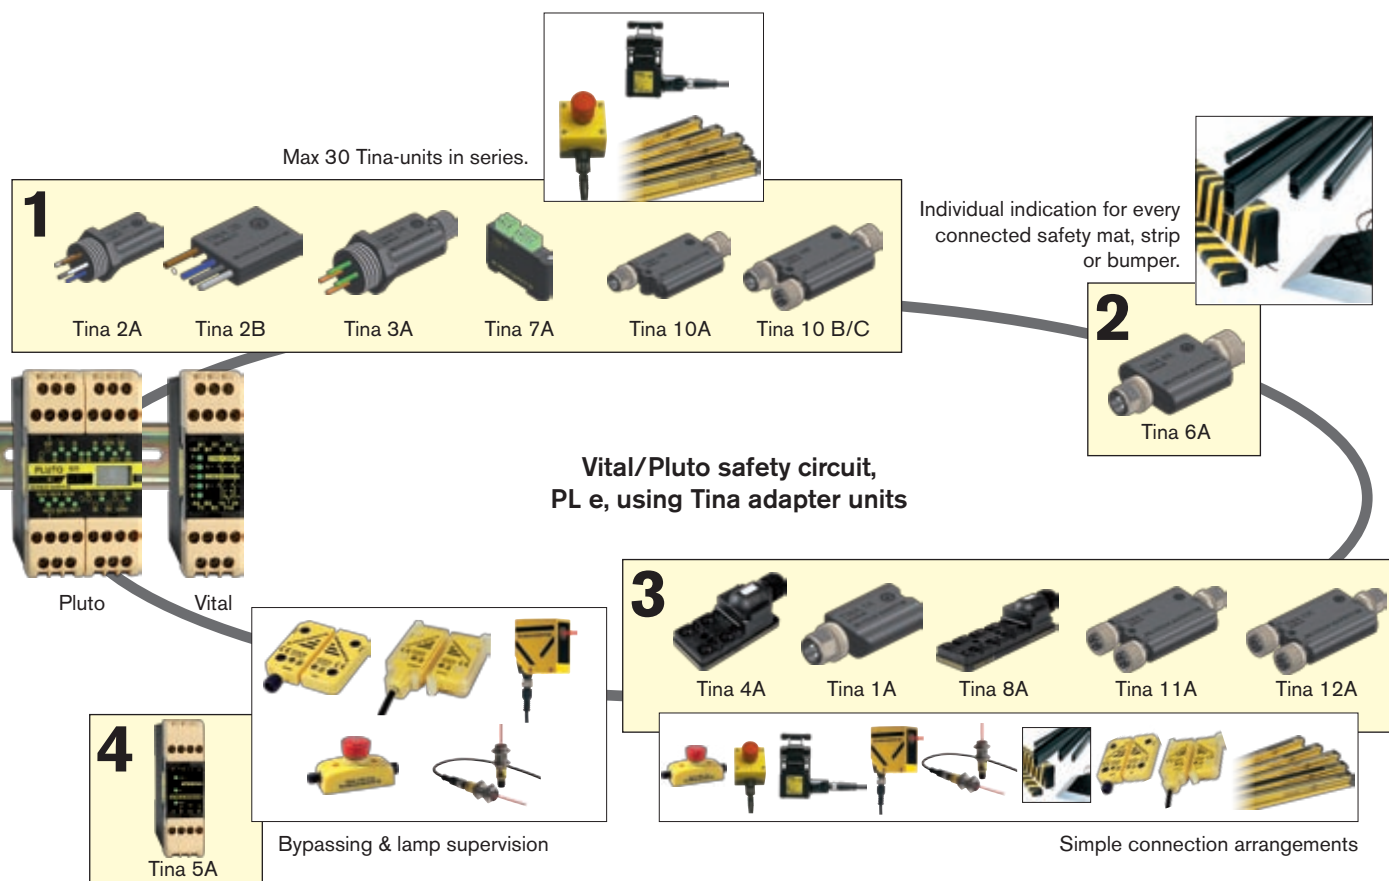 Max 30 Tina-units in series.
1
Tina 2A
Tina 2B
Tina 3A
Tina 7A
Tina 10A
Tina 10 B/C
Individual indication for every
connected safety mat, strip
or bumper.
2
Tina 6A
PLUTO
Pluto
Vital
Vital/Pluto safety circuit,
PL e, using Tina adapter units
3
Tina 4A
Tina 1A
Tina 8A
Tina 11A
Tina 12A
4
Tina 5A
Bypassing & lamp supervision
Simple connection arrangements